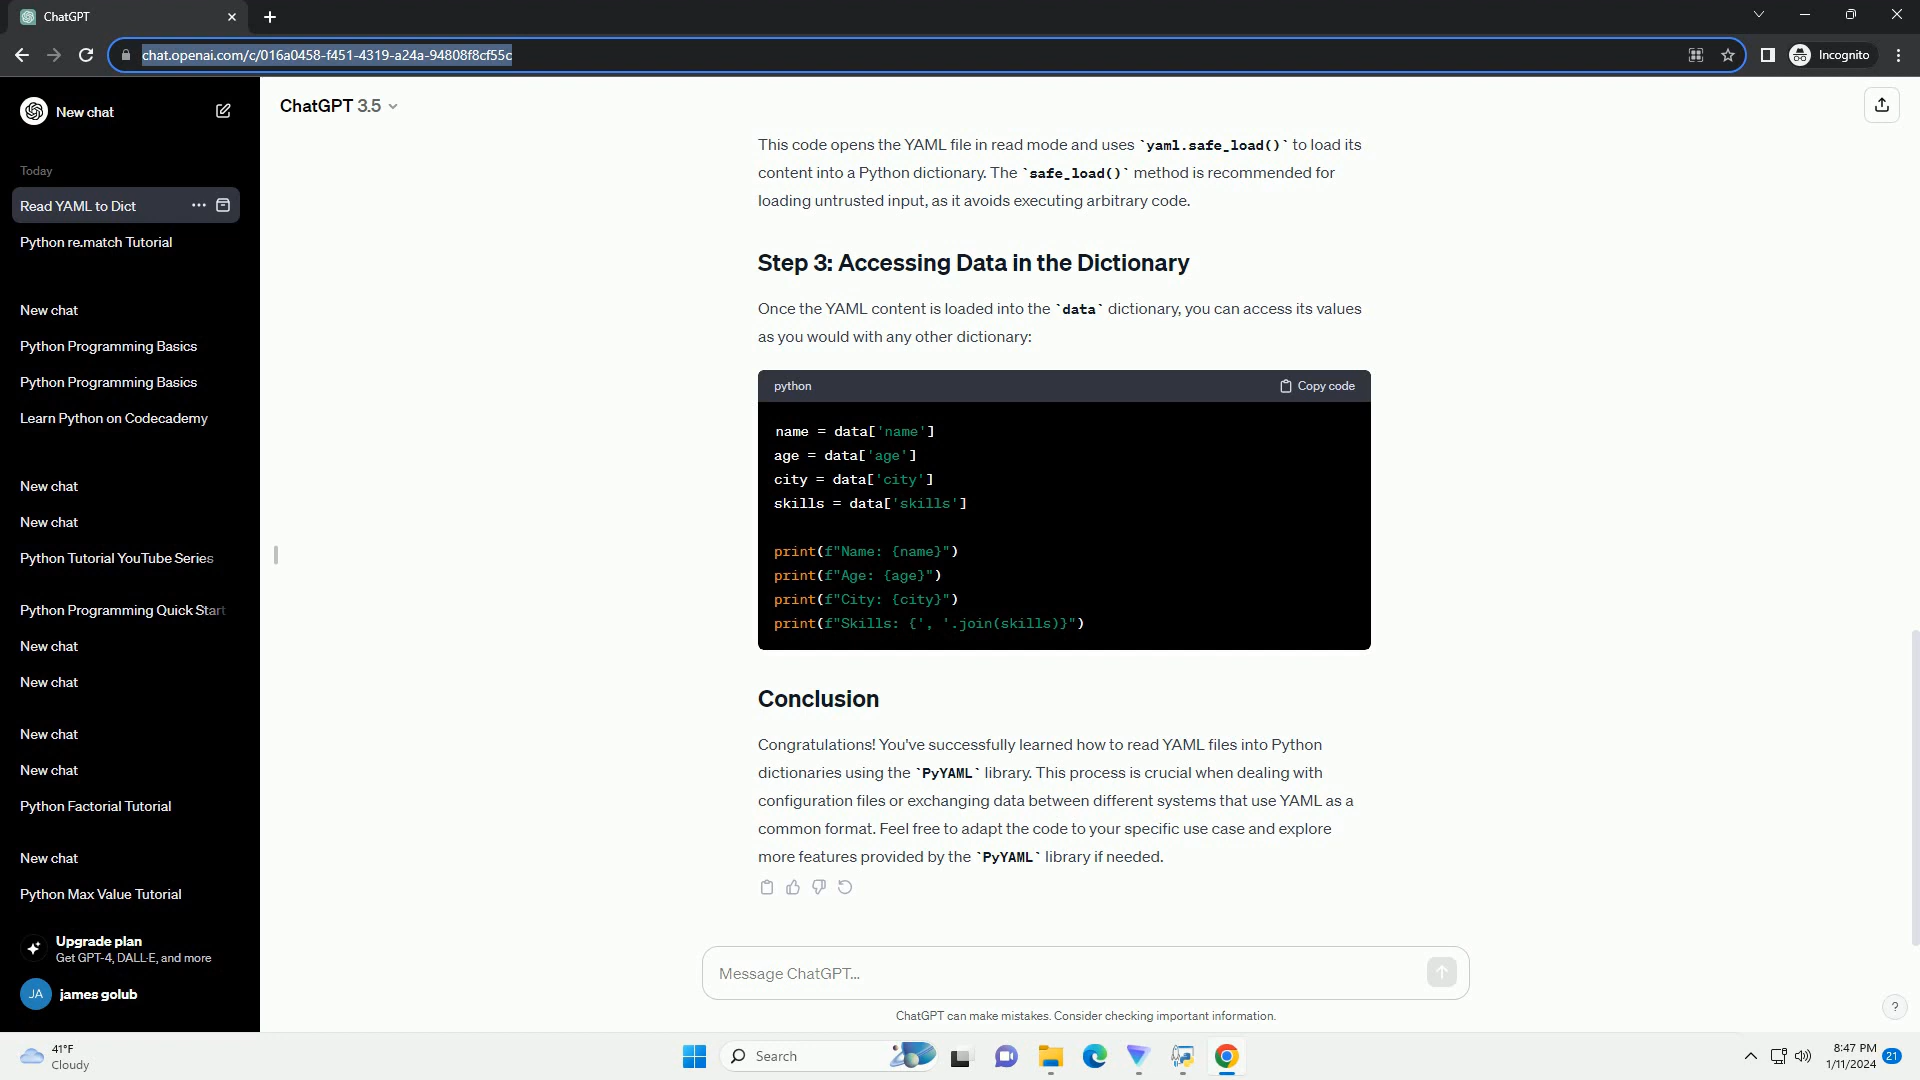 ChatGPT
chat.openai.com/c/016a0458-f451-4319-a24a-94808f8cf55c
Incognito
New chat
Today
Read YAML to Dict
Python re.match Tutorial
New chat
Python Programming Basics
Python Programming Basics
Learn Python on Codecademy
New chat
New chat
Python Tutorial YouTube Series
Python Programming Quick Start
New chat
New chat
New chat
New chat
Python Factorial Tutorial
New chat
Python Max Value Tutorial
Upgrade plan
Get GPT-4, DALL·E, and more
JA james golub
ChatGPT 3.5
This code opens the YAML file in read mode and uses `yaml.safe_load()` to load its
content into a Python dictionary. The `safe_load()` method is recommended for
loading untrusted input, as it avoids executing arbitrary code.
Step 3: Accessing Data in the Dictionary
Once the YAML content is loaded into the `data` dictionary, you can access its values
as you would with any other dictionary:
python Copy code
name = data['name']
age = data['age']
city = data['city']
skills = data['skills']
print(f"Name: {name}")
print(f"Age: {age}")
print(f"City: {city}")
print(f"Skills: {', '.join(skills)}")
Conclusion
Congratulations! You've successfully learned how to read YAML files into Python
dictionaries using the `PyYAML` library. This process is crucial when dealing with
configuration files or exchanging data between different systems that use YAML as a
common format. Feel free to adapt the code to your specific use case and explore
more features provided by the `PyYAML` library if needed.
Message ChatGPT...
ChatGPT can make mistakes. Consider checking important information.
?
41°F
Cloudy
Search
8:47 PM
1/11/2024
21